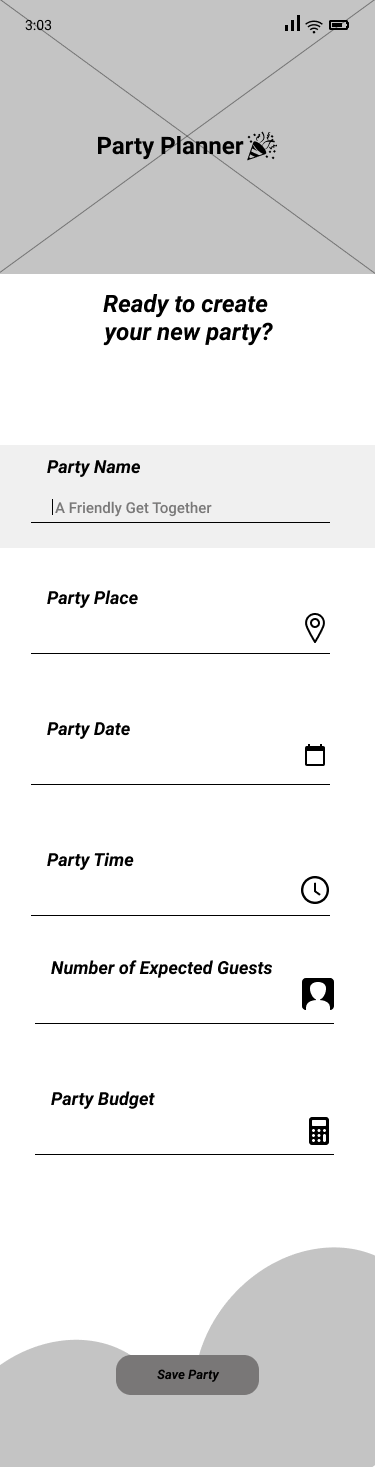 3:03
Party Planner
Ready to create
your new party?
Party Name
A Friendly Get Together
Party Place
Party Date
Party Time
Number of Expected Guests
Party Budget
Save Party